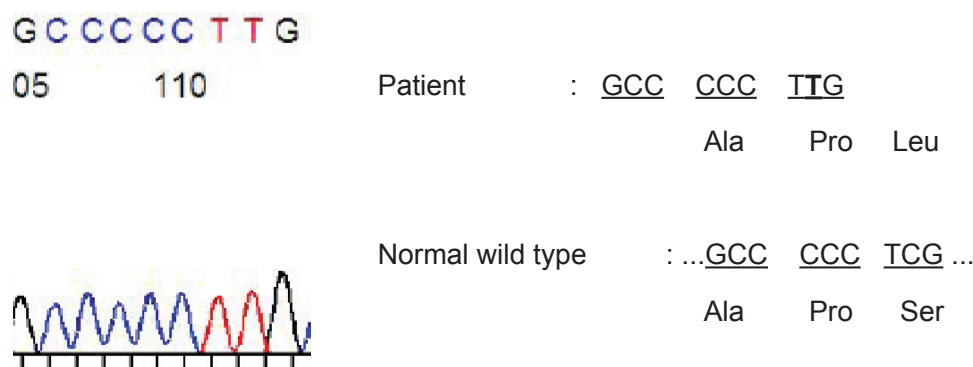 G C C C C C T T G
05 110
Patient : GCC CCC TTG
Ala Pro Leu
Normal wild type : ...GCC CCC TCG ...
Ala Pro Ser